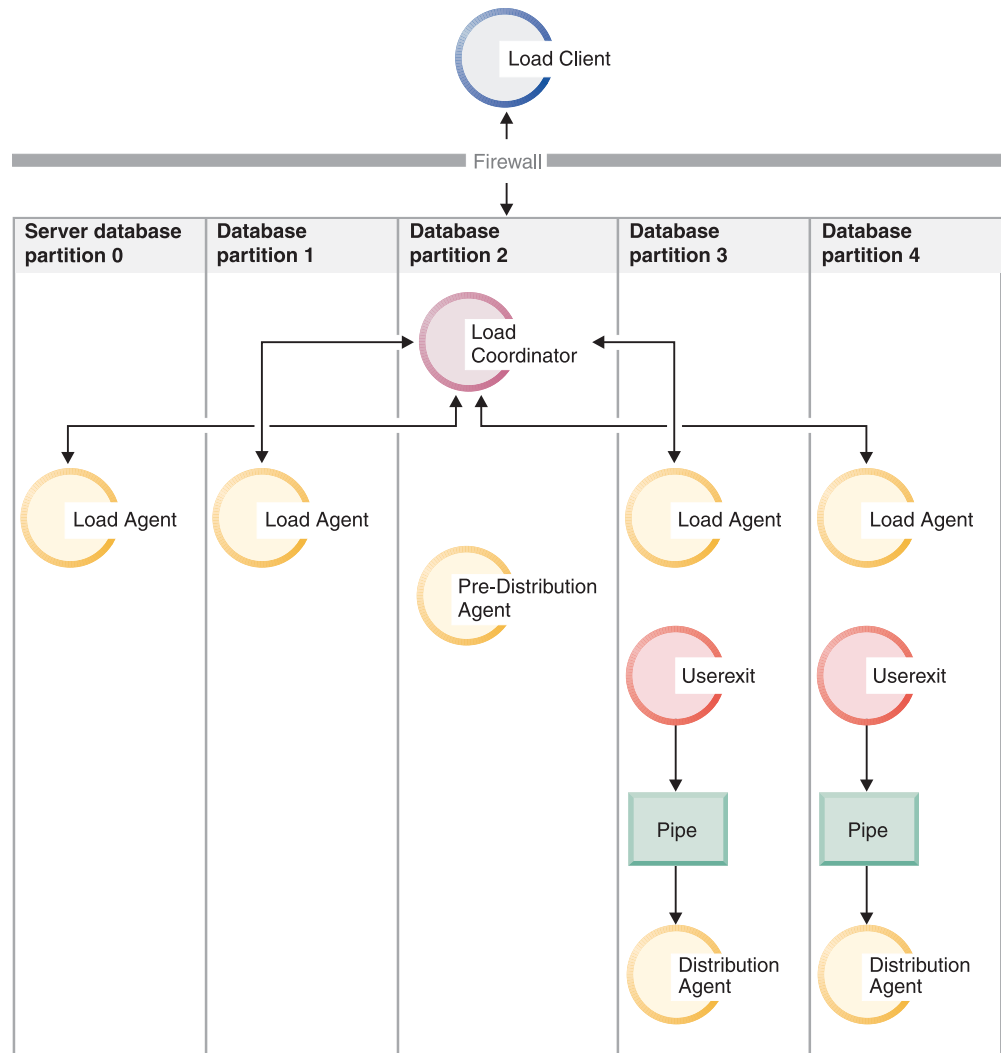 Load Client
Firewall
Server database
partition 0
Database
partition 1
Database
partition 2
Database
partition 3
Database
partition 4
Load
Coordinator
Load Agent
Load Agent
Load Agent
Load Agent
Pre-Distribution
Agent
Userexit
Userexit
Pipe
Pipe
Distribution
Agent
Distribution
Agent